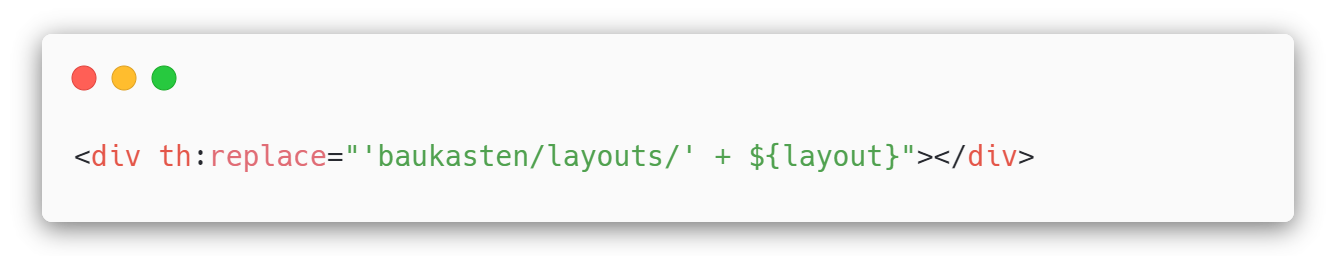 <div th:replace="'baukasten/layouts/' + ${layout}"></div>